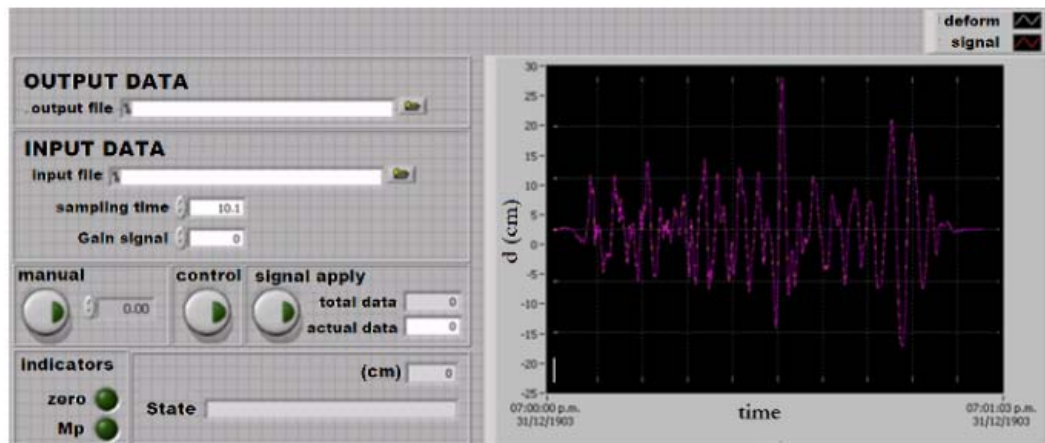 deform
signal
OUTPUT DATA
output file
INPUT DATA
input file
sampling time 10.1
Gain signal 0
manual
0.00
control
signal apply
total data 0
actual data 0
indicators
zero
Mp
(cm) 0
State
d (cm)
30
25
20
15
10
5
0
-5
-10
-15
-20
-25
07:00:00 p.m.
31/12/1903
time
07:01:03 p.m.
31/12/1903